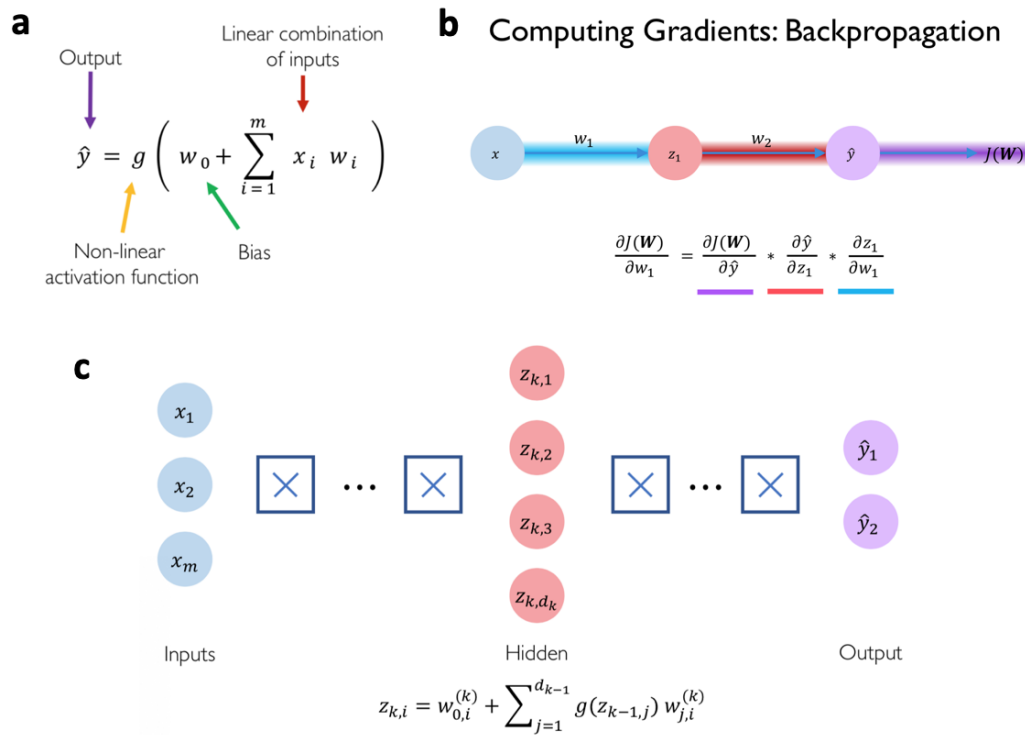 a
Linear combination
of inputs
Output
ŷ = g ( w₀ + ∑ᵢ₌₁ᵐ xᵢ wᵢ )
Non-linear
activation function
Bias
b
Computing Gradients: Backpropagation
x w₁ z₁ w₂ ŷ J(W)
∂J(W)/∂w₁ = ∂J(W)/∂ŷ * ∂ŷ/∂z₁ * ∂z₁/∂w₁
c
x₁
x₂
xₘ
Inputs
... 
z_{k,1}
z_{k,2}
z_{k,3}
z_{k,d_k}
Hidden
...
ŷ₁
ŷ₂
Output
z_{k,i} = w_{0,i}^{(k)} + ∑_{j=1}^{d_{k-1}} g(z_{k-1,j}) w_{j,i}^{(k)}